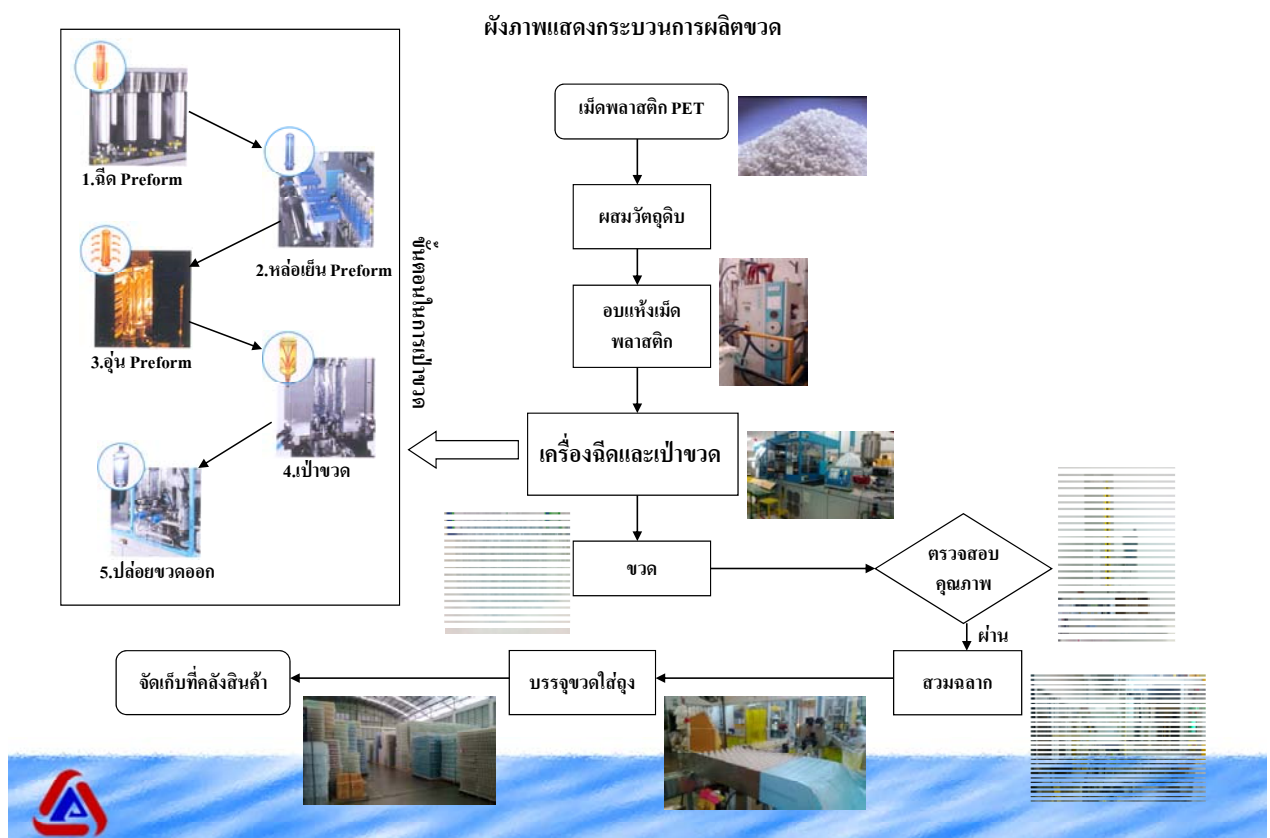 ผังภาพแสดงกระบวนการผลิตขวด
1.ฉีด Preform
2.หล่อเย็น Preform
3.อุ่น Preform
4.เป่าขวด
5.ปล่อยขวดออก
ขั้นตอนในการเป่าขวด
เม็ดพลาสติก PET
ผสมวัตถุดิบ
อบแห้งเม็ด
พลาสติก
เครื่องฉีดและเป่าขวด
ขวด
ตรวจสอบ
คุณภาพ
ผ่าน
สวมฉลาก
บรรจุขวดใส่ถุง
จัดเก็บที่คลังสินค้า